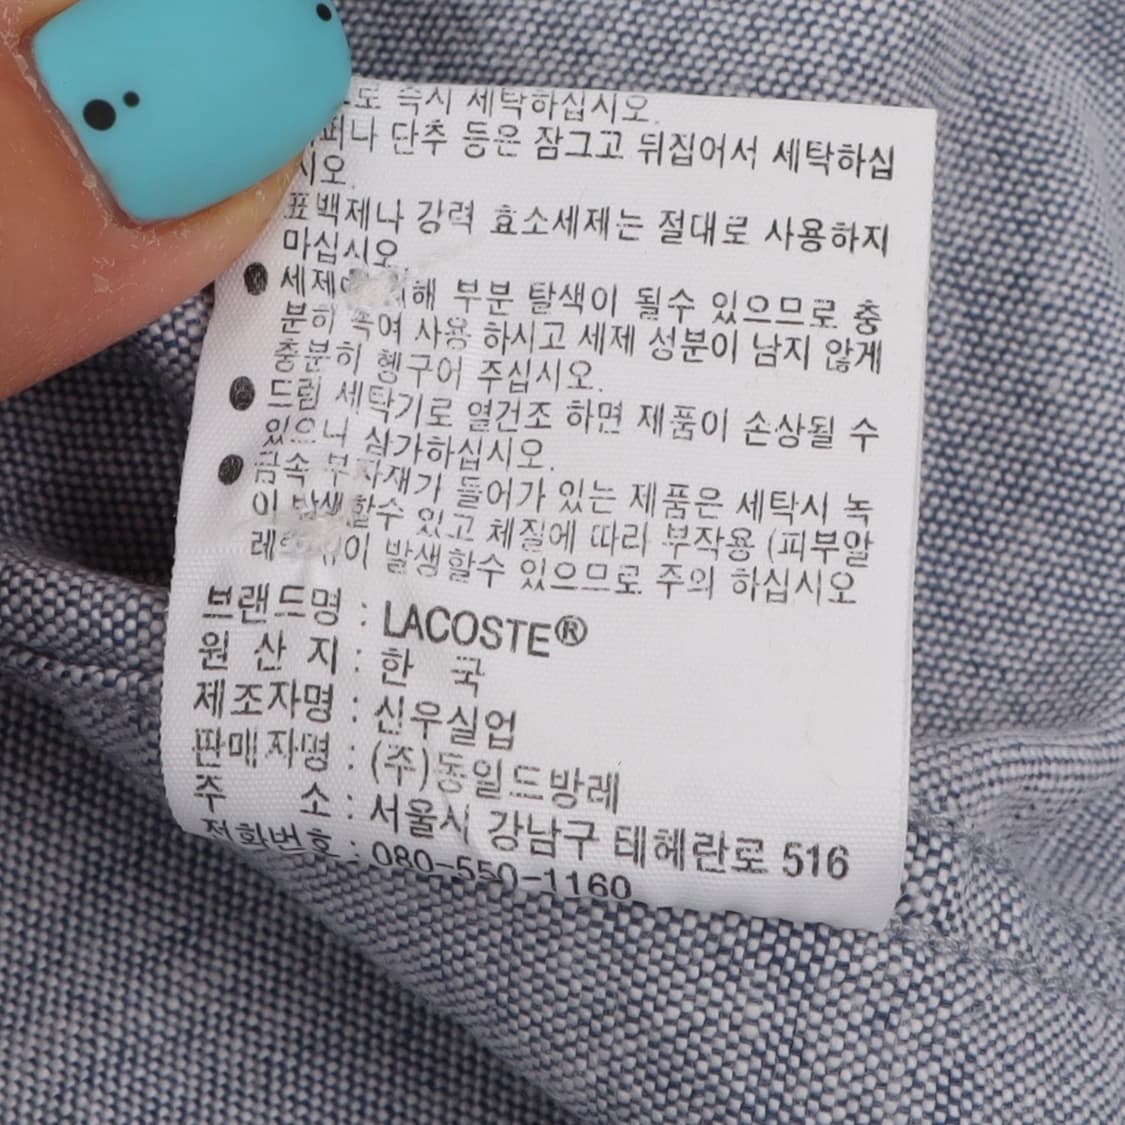 도 즉시 세탁하십시오.
퍼나 단추 등은 잠그고 뒤집어서 세탁하십
시오.
표백제나 강력 효소세제는 절대로 사용하지
마십시오
● 세제에 의해 부분 탈색이 될수 있으므로 충
분히 녹여 사용 하시고 세제 성분이 남지 않게
충분히 헹구어 주십시오.
● 드럼 세탁기로 열건조 하면 제품이 손상될 수
있으니 삼가하십시오.
● 금속 부자재가 들어가 있는 제품은 세탁시 녹
이 발생할수 있고 체질에 따라 부작용 (피부알
이 발생할수 있으므로 주의 하십시오
브랜드명 : LACOSTE®
원 산 지 : 한 국
제조자명 : 신우실업
판매자명 : (주)동일드방레
주 소 : 서울시 강남구 테헤란로 516
전화번호 : 080-550-1160